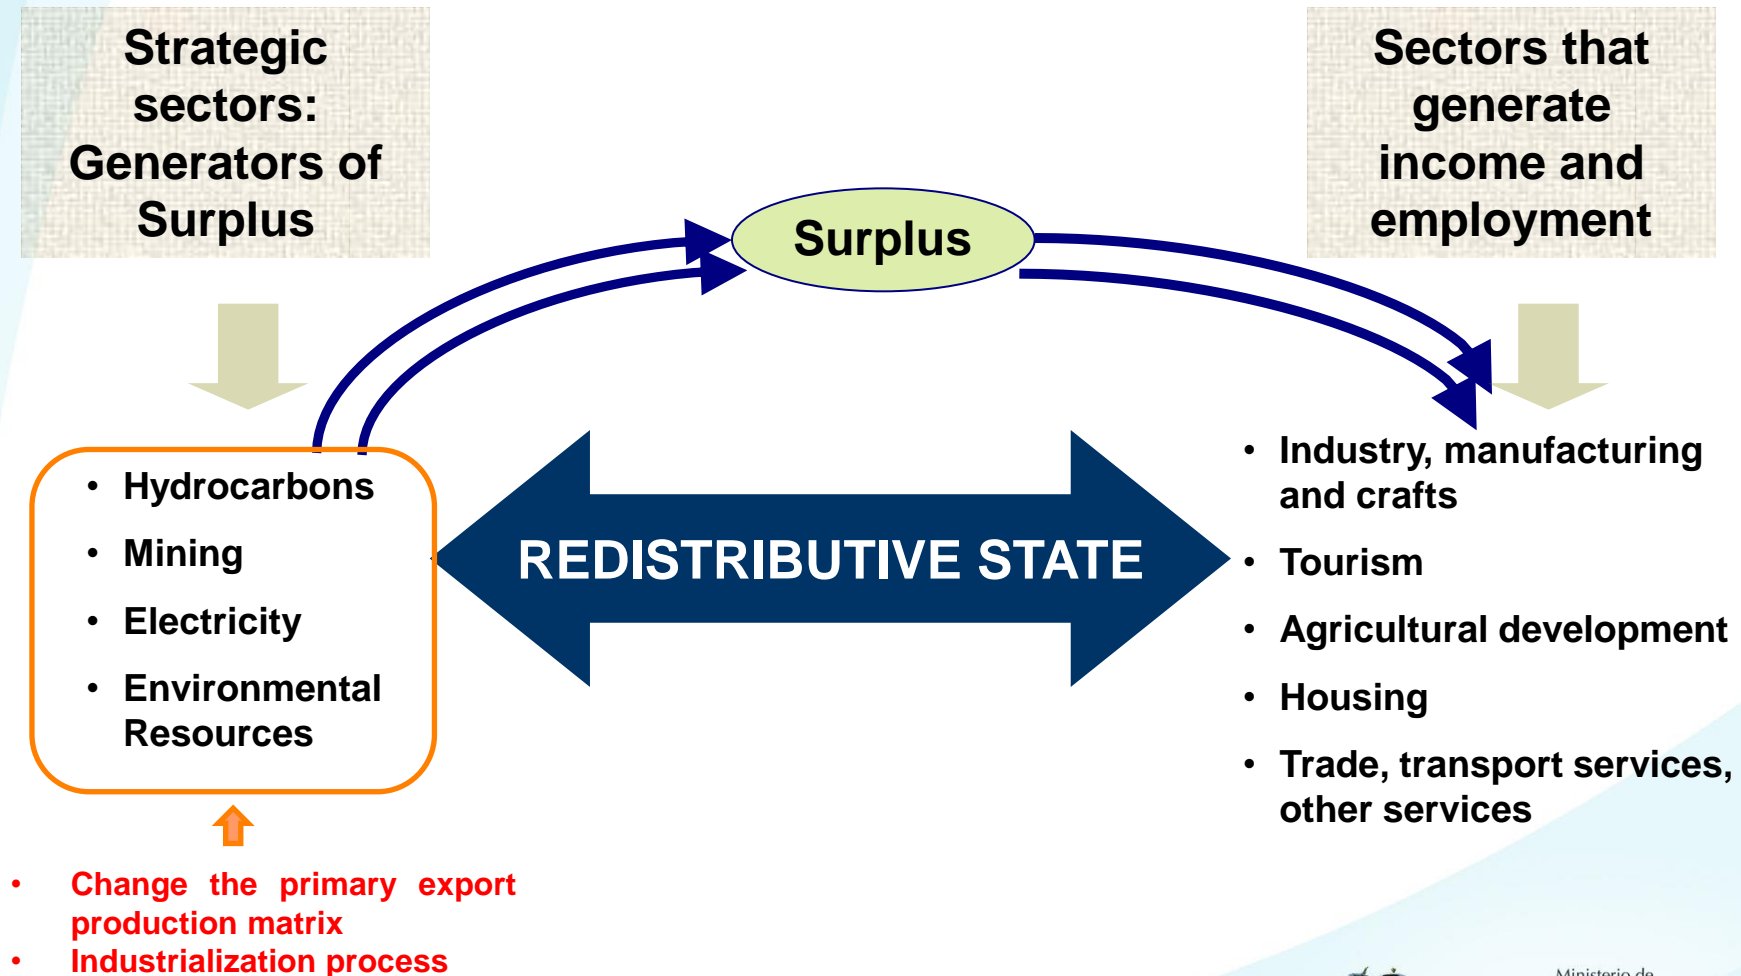 Strategic
sectors:
Generators of
Surplus
Sectors that
generate
income and
employment
Surplus
• Hydrocarbons
• Mining
• Electricity
• Environmental
Resources
REDISTRIBUTIVE STATE
• Industry, manufacturing
and crafts
• Tourism
• Agricultural development
• Housing
• Trade, transport services,
other services
• Change the primary export
production matrix
• Industrialization process
Ministerio de